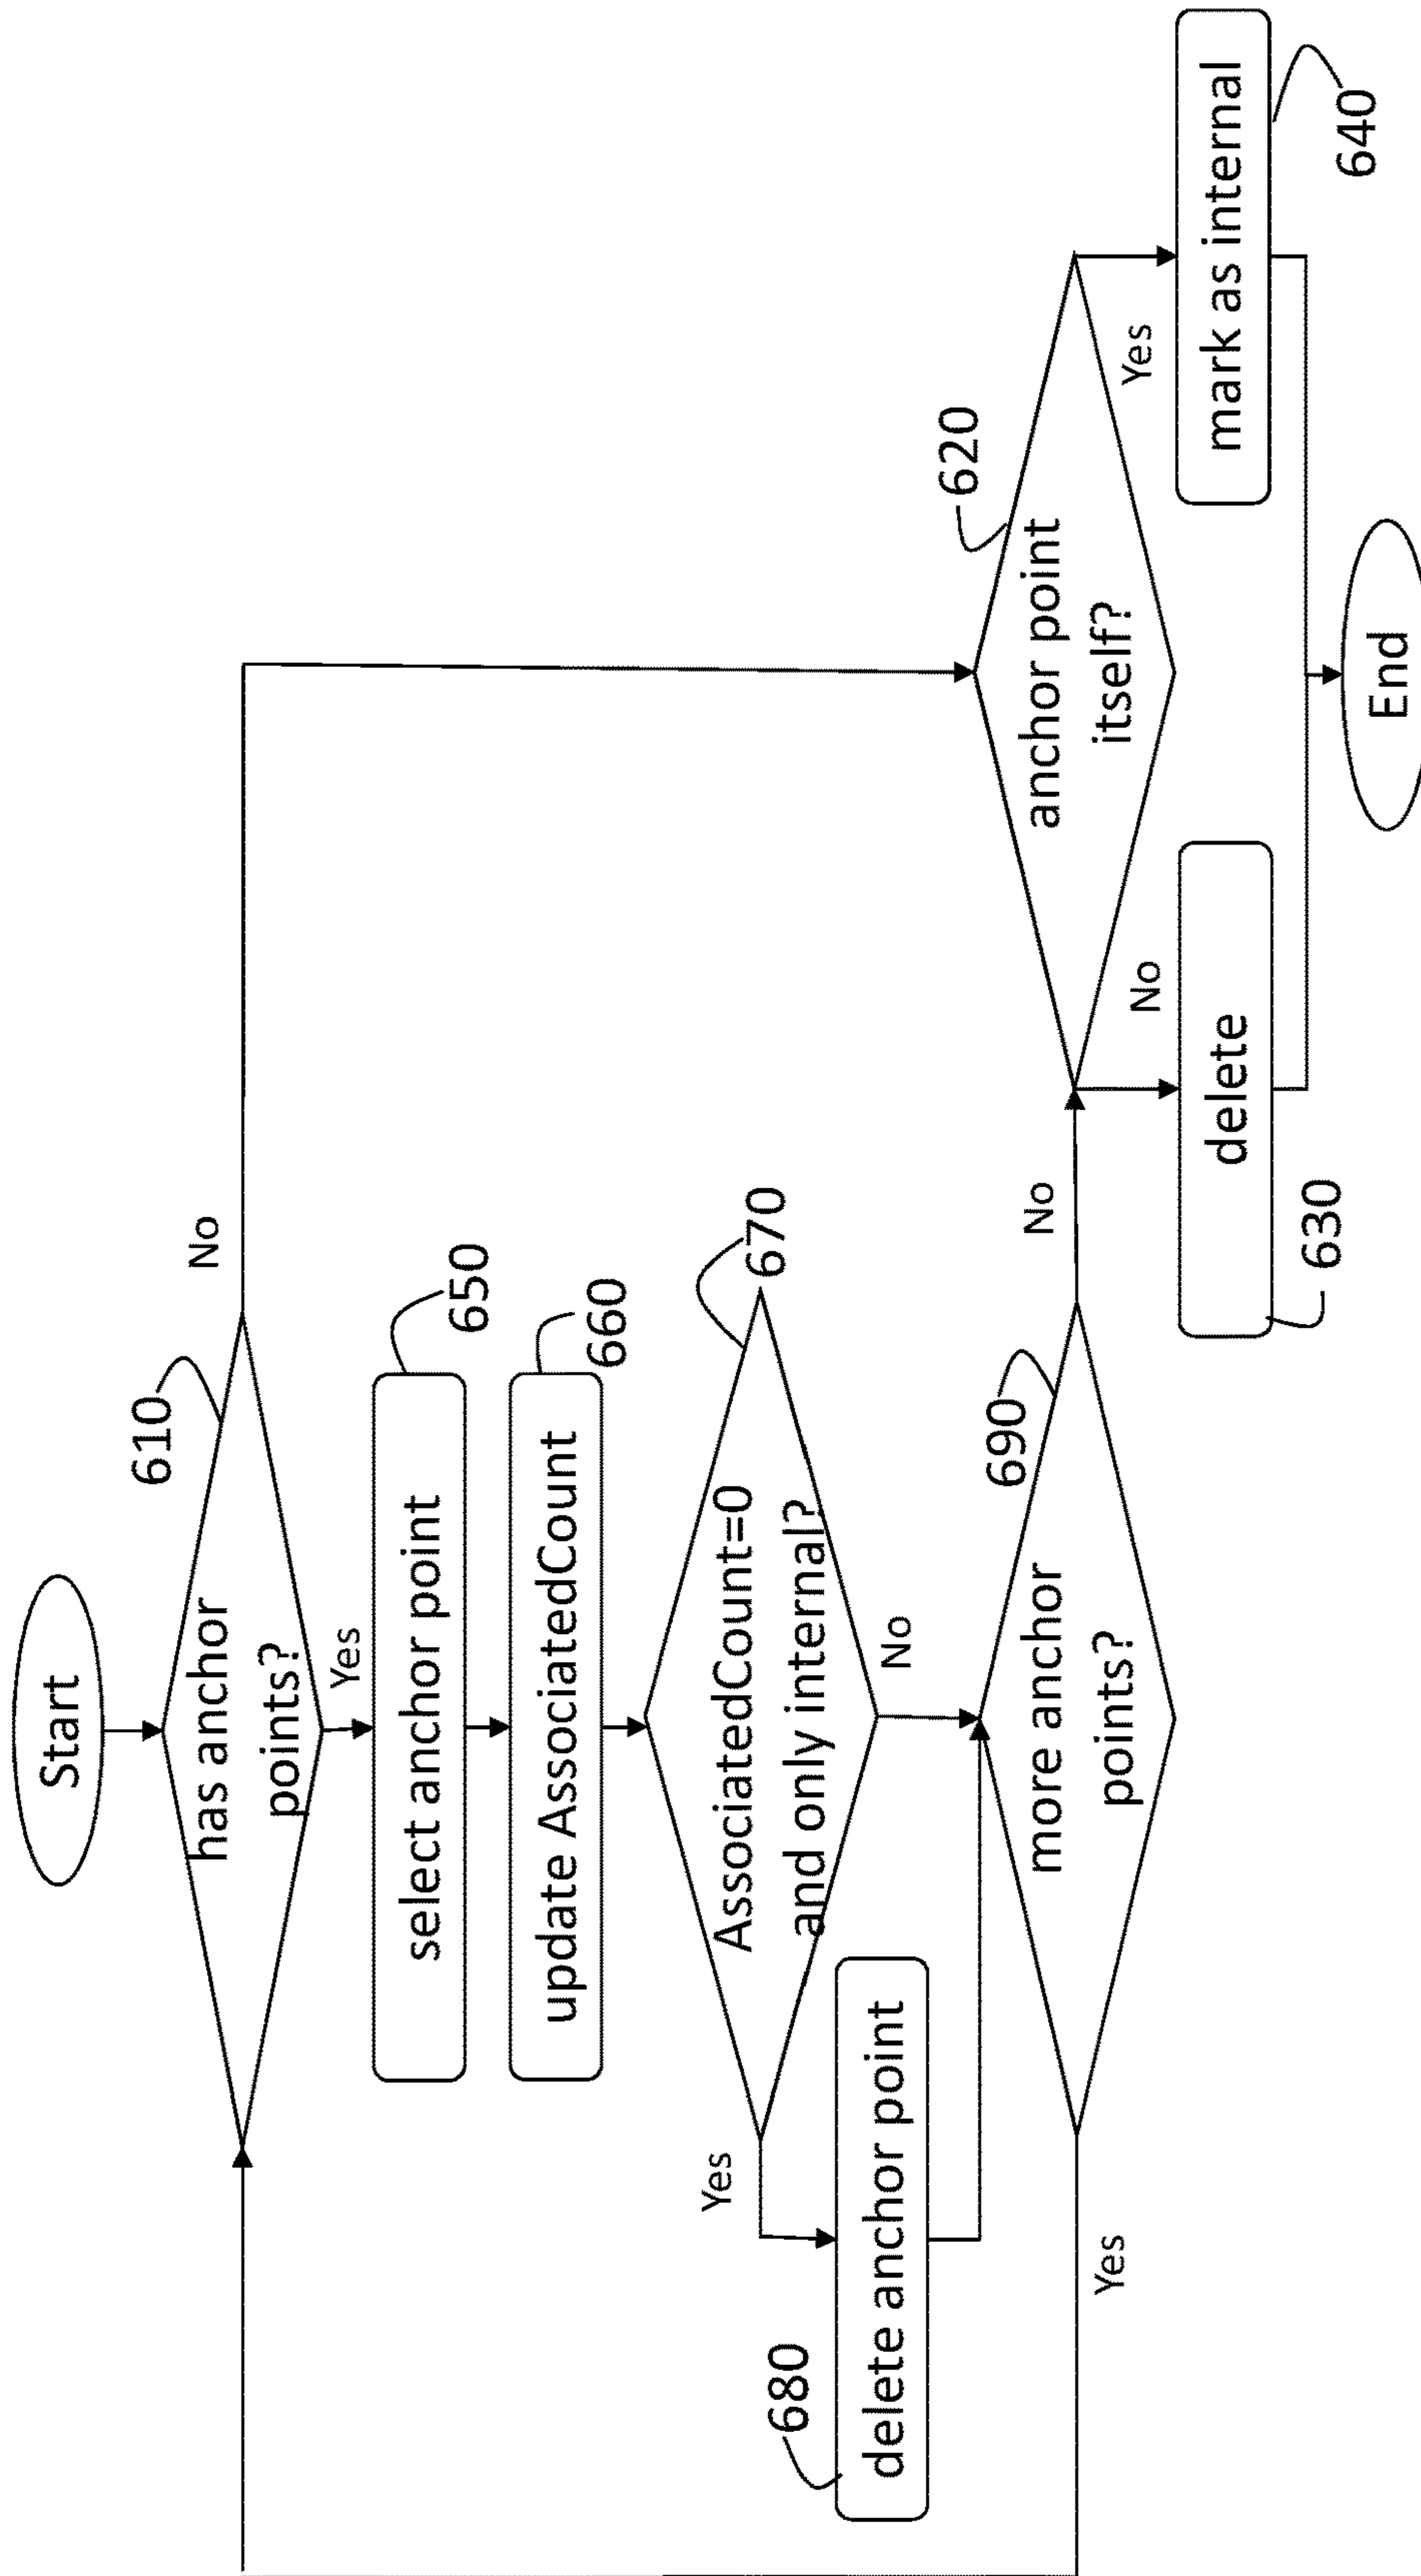 Start
610
has anchor
points?
No
Yes
650
select anchor point
660
update AssociatedCount
670
AssociatedCount=0
and only internal?
Yes
No
680
delete anchor point
690
more anchor
points?
Yes
No
620
anchor point
itself?
No
Yes
630
delete
mark as internal
640
End